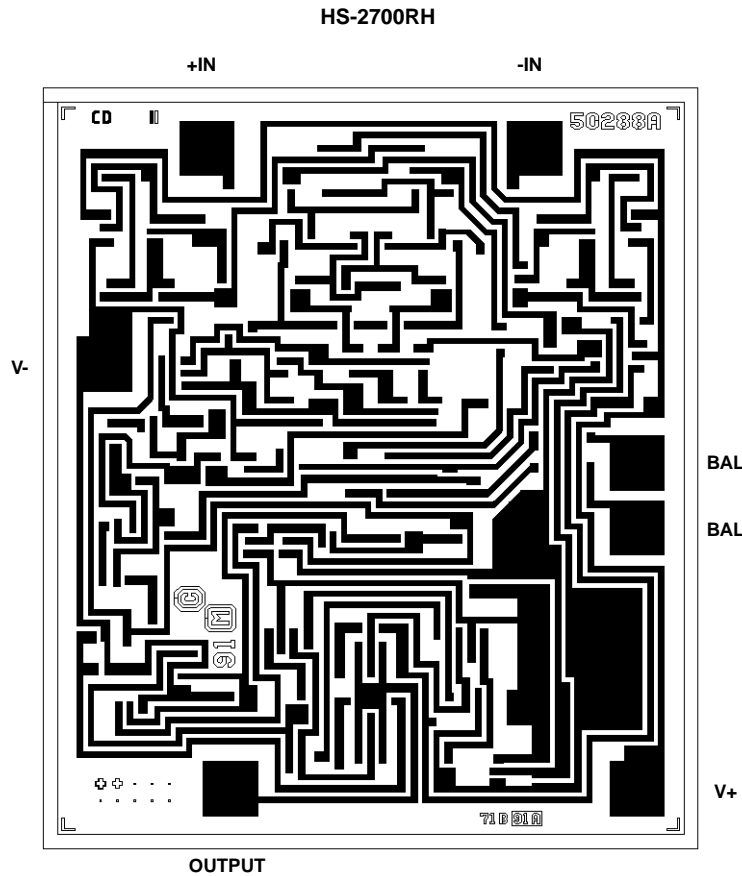 HS-2700RH
+IN -IN
CD
50288A
V-
BAL
BAL
C
M
91
V+
71B 91A
OUTPUT